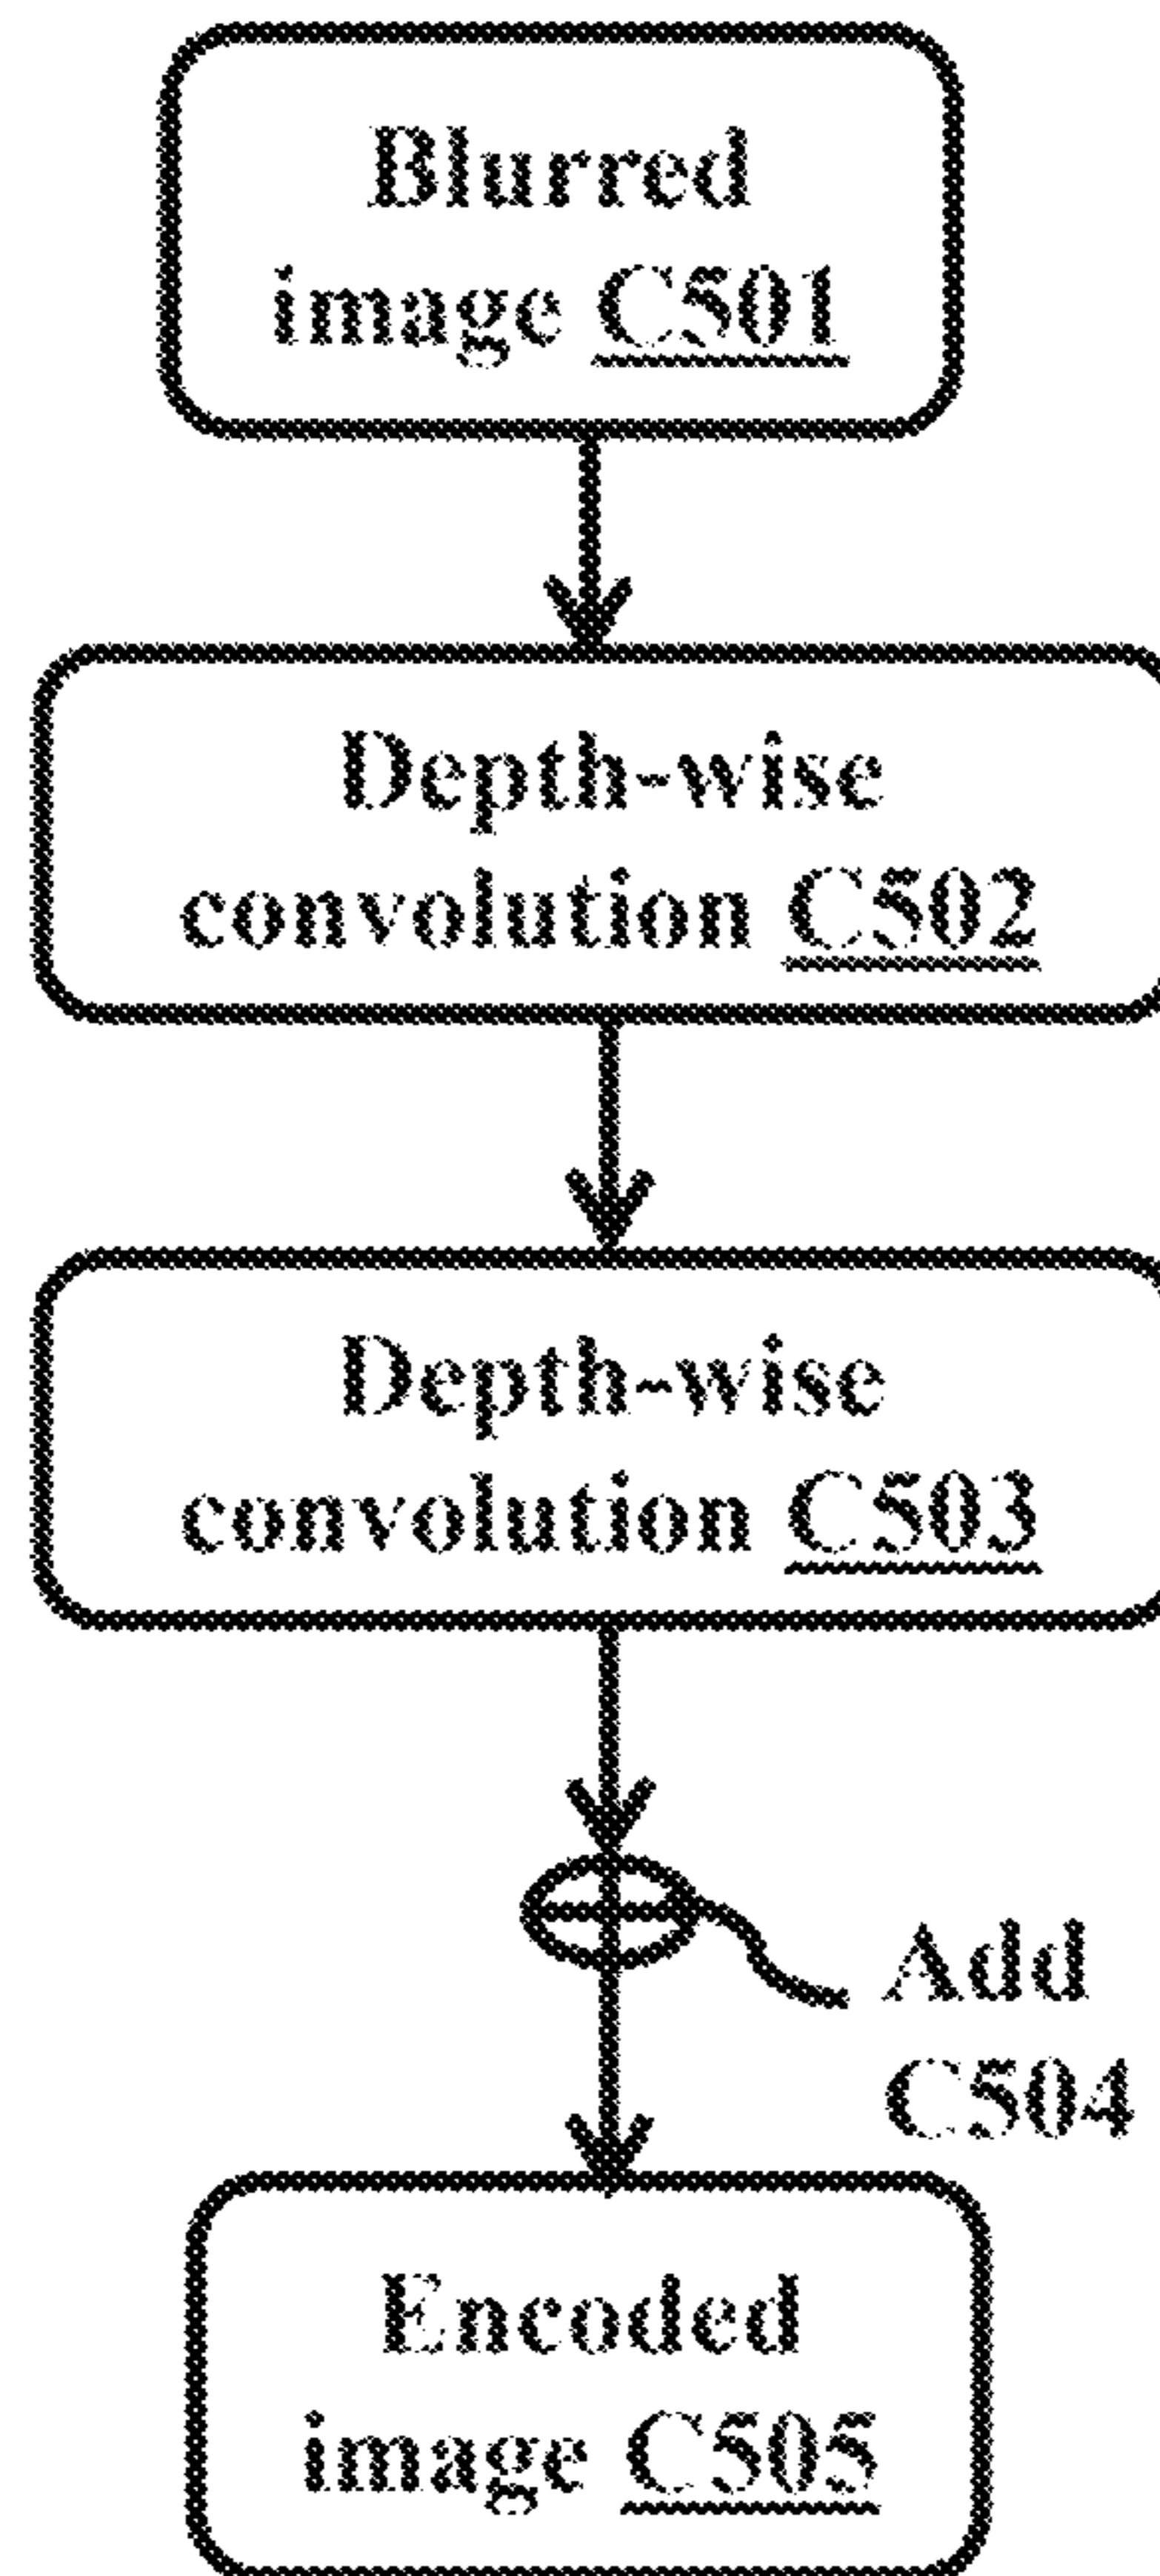 Blurred
image C501
Depth-wise
convolution C502
Depth-wise
convolution C503
Add
C504
Encoded
image C505